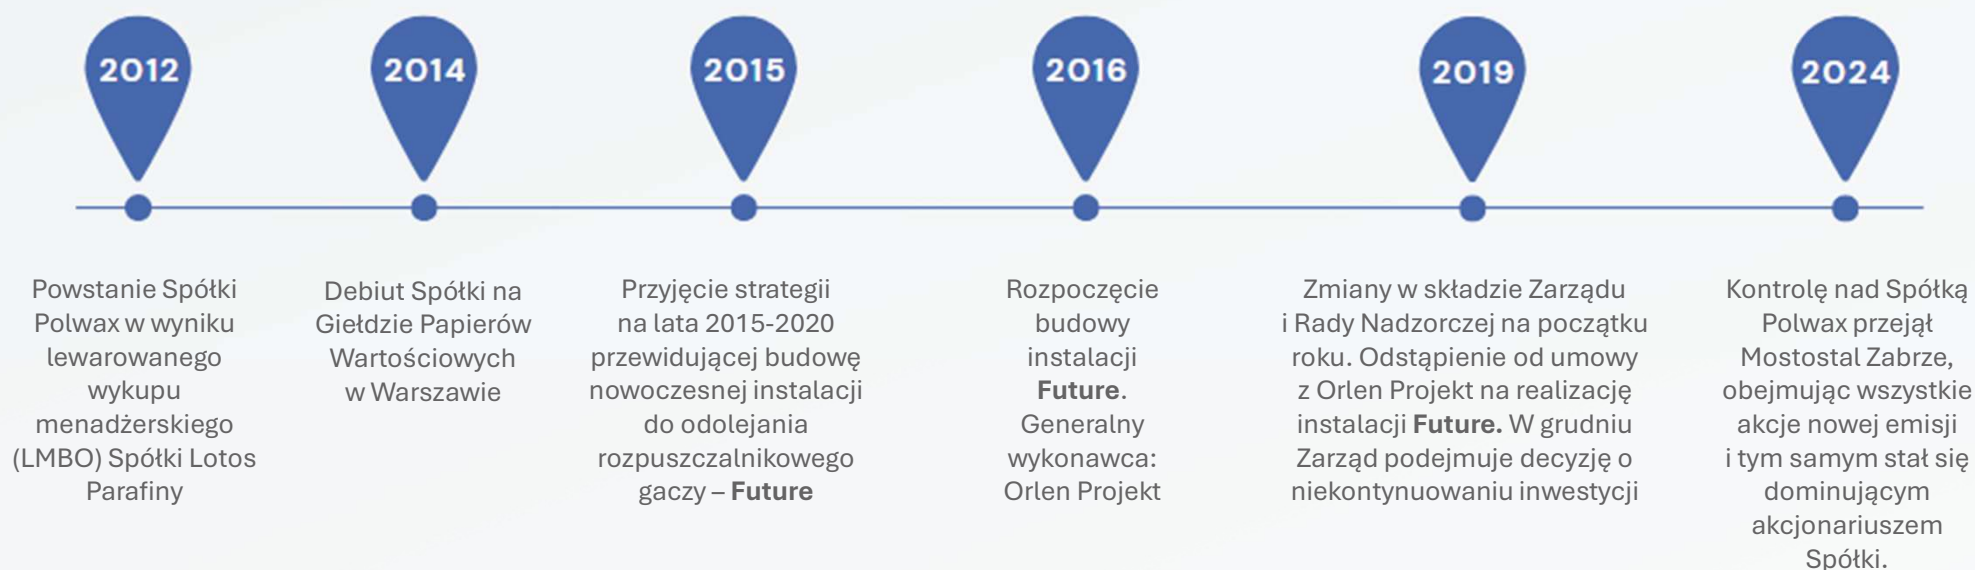 2012
Powstanie Spółki
Polwax w wyniku
lewarowanego
wykupu
menadżerskiego
(LMBO) Spółki Lotos
Parafiny
2014
Debiut Spółki na
Giełdzie Papierów
Wartościowych
w Warszawie
2015
Przyjęcie strategii
na lata 2015-2020
przewidującej budowę
nowoczesnej instalacji
do odolejania
rozpuszczalnikowego
gaczy – Future
2016
Rozpoczęcie
budowy
instalacji
Future.
Generalny
wykonawca:
Orlen Projekt
2019
Zmiany w składzie Zarządu
i Rady Nadzorczej na początku
roku. Odstąpienie od umowy
z Orlen Projekt na realizację
instalacji Future. W grudniu
Zarząd podejmuje decyzję o
niekontynuowaniu inwestycji
2024
Kontrolę nad Spółką
Polwax przejął
Mostostal Zabrze,
obejmując wszystkie
akcje nowej emisji
i tym samym stał się
dominującym
akcjonariuszem
Spółki.